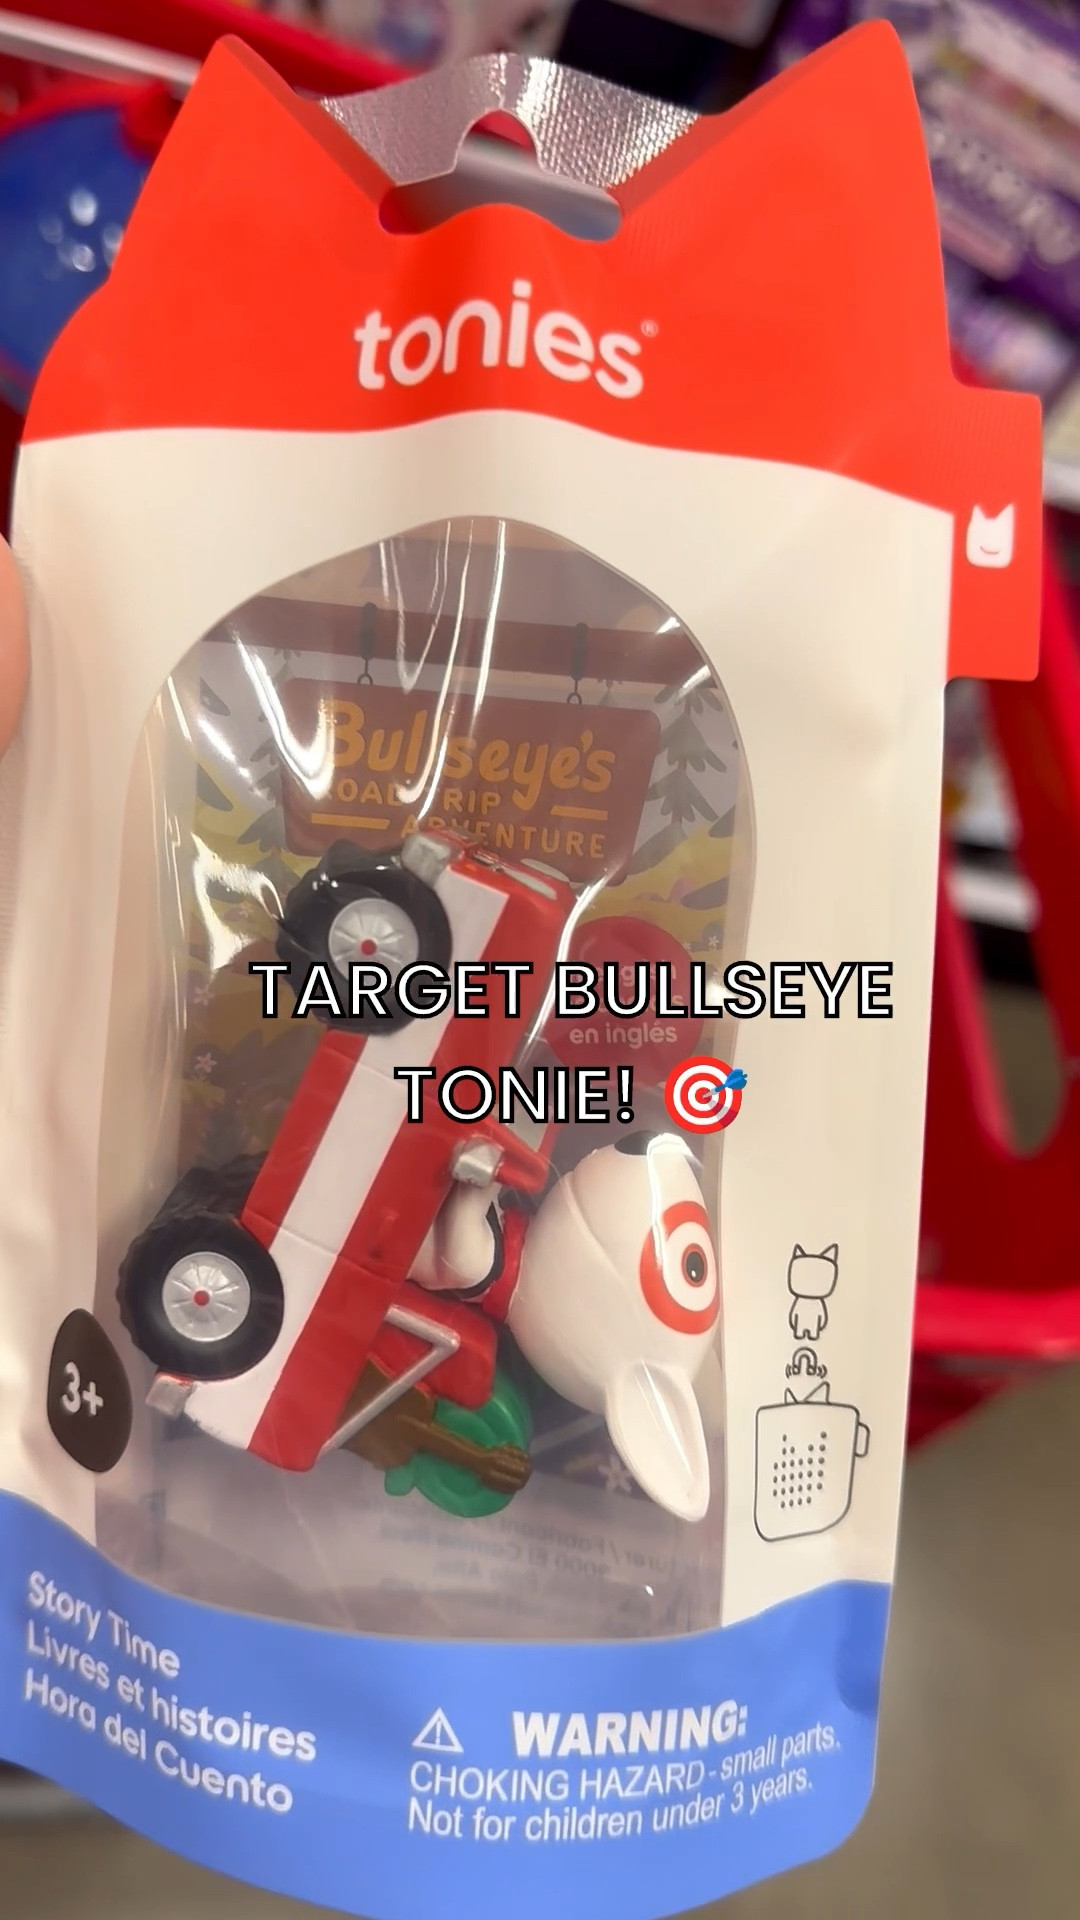 tonies®
Bullseye's
ROAD TRIP
ADVENTURE
TARGET BULLSEYE
en inglés
TONIE! 🎯
3+
Story Time
Livres et histoires
Hora del Cuento
WARNING:
CHOKING HAZARD - small parts.
Not for children under 3 years.